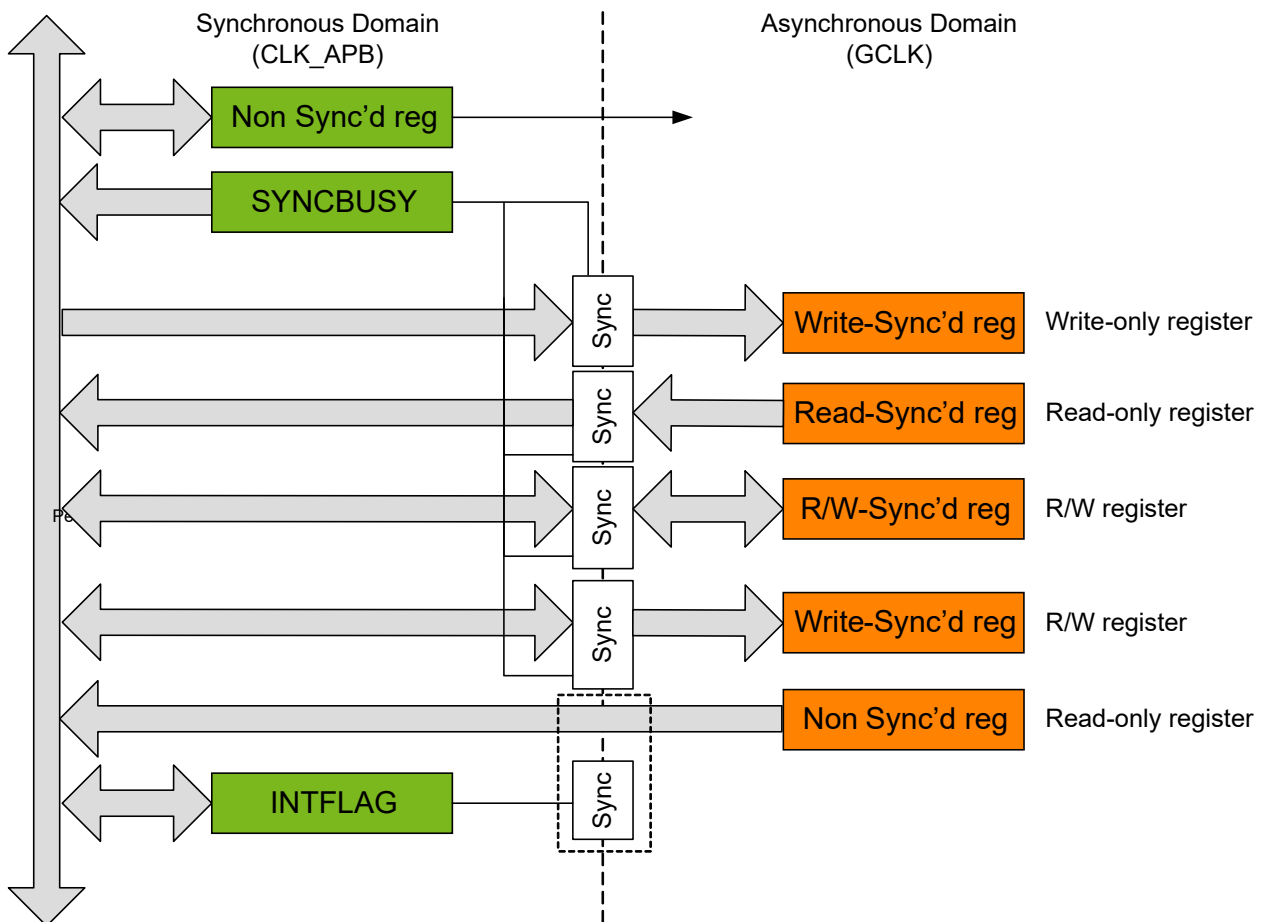 Synchronous Domain
(CLK_APB)
Asynchronous Domain
(GCLK)
Non Sync'd reg
SYNCBUSY
Sync
Write-Sync'd reg
Write-only register
Sync
Read-Sync'd reg
Read-only register
Sync
R/W-Sync'd reg
R/W register
Sync
Write-Sync'd reg
R/W register
Non Sync'd reg
Read-only register
INTFLAG
Sync